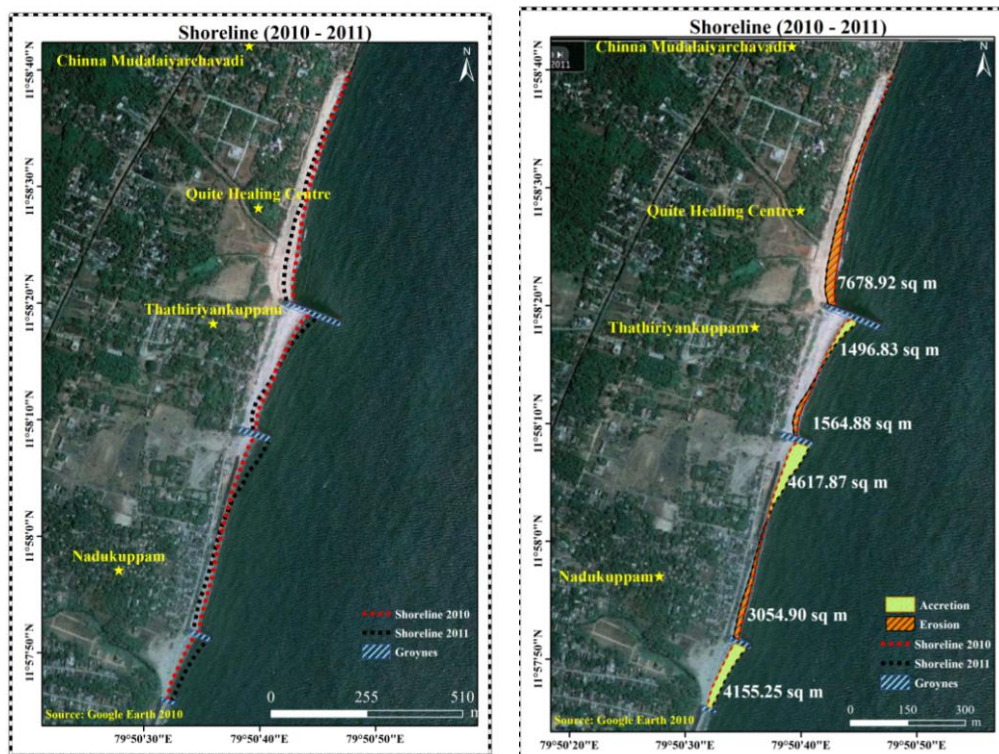 Shoreline (2010 - 2011)
N
Chinna Mudalaiyarchavadi
Quite Healing Centre
Thathiriyankuppam
Nadukuppam
11°58'40"N
11°58'30"N
11°58'20"N
11°58'10"N
11°58'0"N
11°57'50"N
Shoreline 2010
Shoreline 2011
Groynes
0 255 510
m
Source: Google Earth 2010
79°50'30"E 79°50'40"E 79°50'50"E
Shoreline (2010 - 2011)
N
Chinna Mudalaiyarchavadi
2011
Quite Healing Centre
7678.92 sq m
Thathiriyankuppam
1496.83 sq m
1564.88 sq m
4617.87 sq m
Nadukuppam
3054.90 sq m
4155.25 sq m
11°58'40"N
11°58'30"N
11°58'20"N
11°58'10"N
11°58'0"N
11°57'50"N
Accretion
Erosion
Shoreline 2010
Shoreline 2011
Groynes
0 150 300
m
Source: Google Earth 2010
79°50'20"E 79°50'30"E 79°50'40"E 79°50'50"E